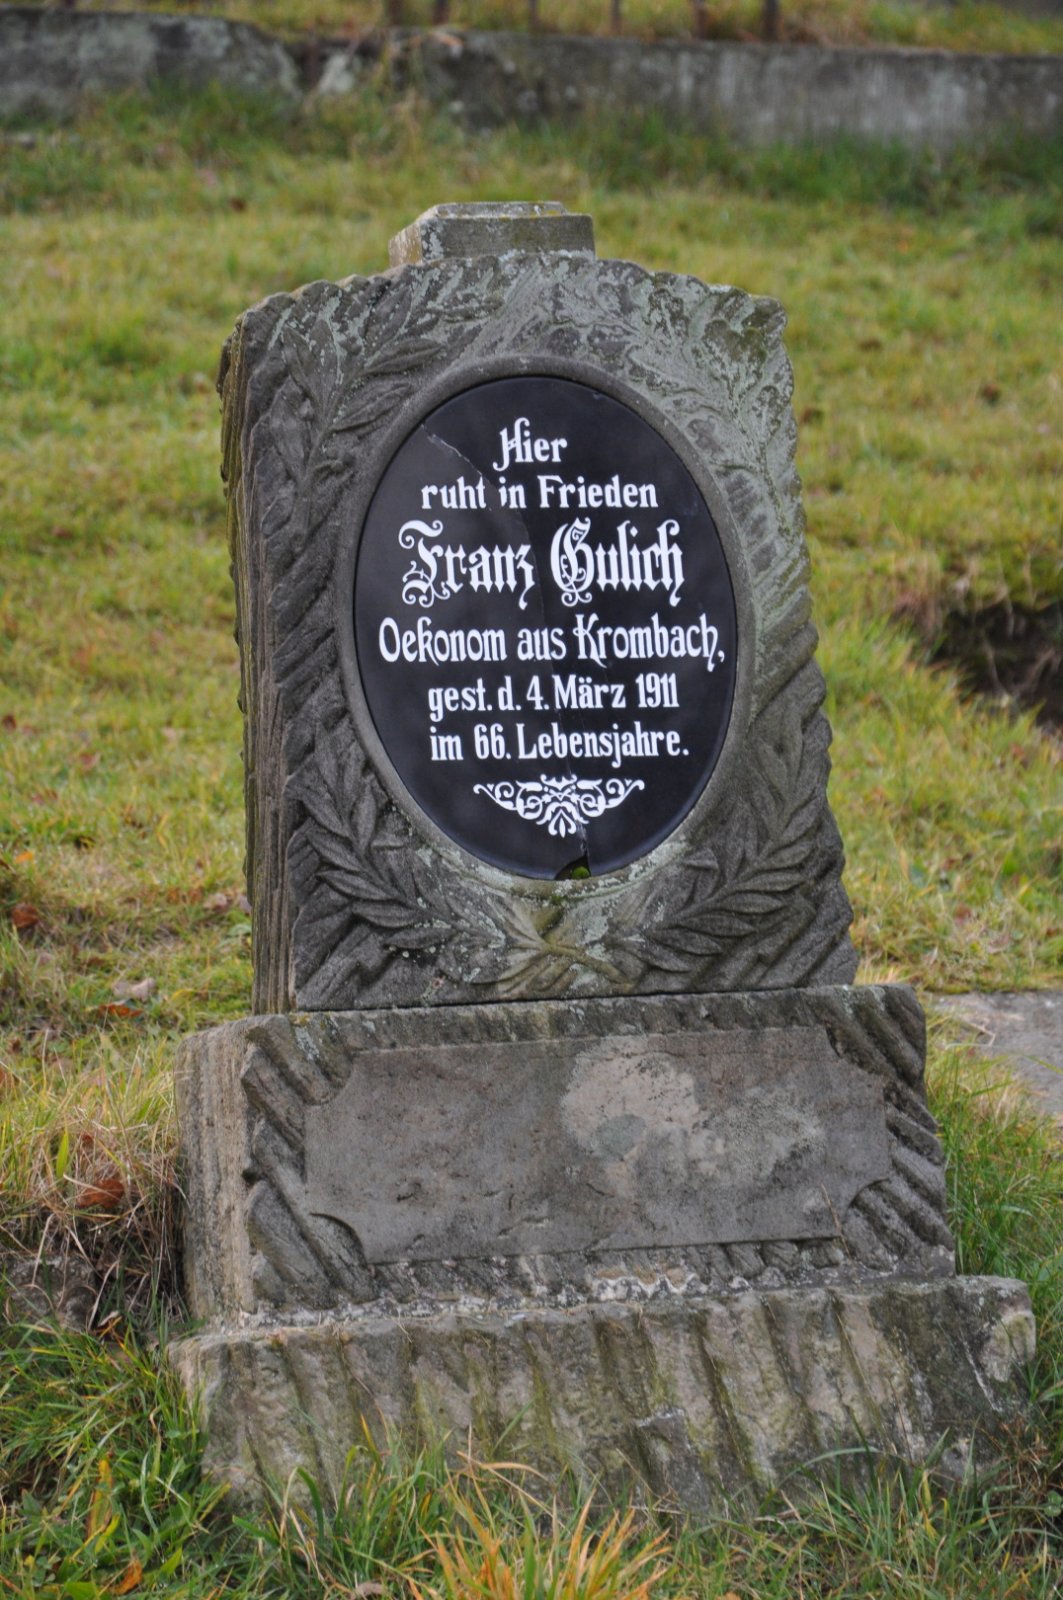 Hier
ruht in Frieden
Franz Gulich
Oekonom aus Krombach,
gest. d. 4. März 1911
im 66. Lebensjahre.